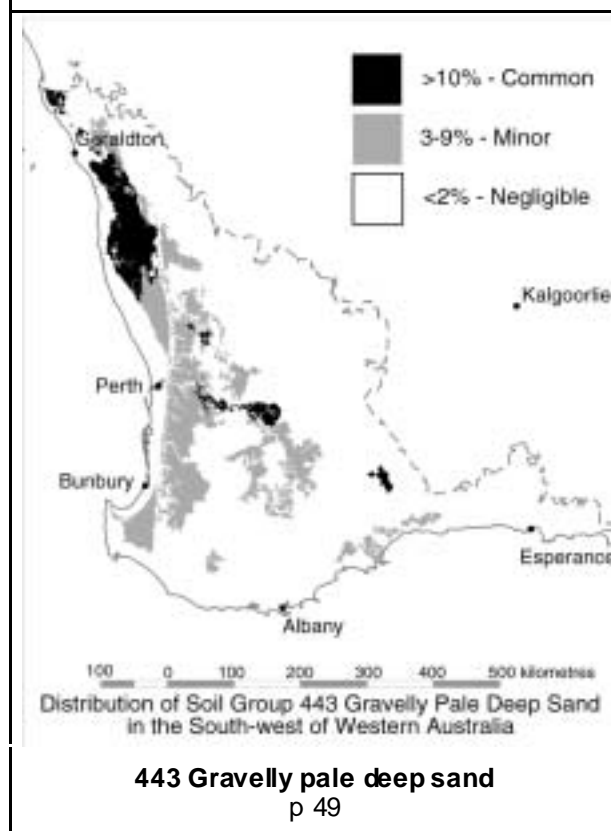 >10% - Common
3-9% - Minor
<2% - Negligible
Geraldton
Kalgoorlie
Perth
Bunbury
Esperance
Albany
100 0 100 200 300 400 500 kilometres
Distribution of Soil Group 443 Gravelly Pale Deep Sand
in the South-west of Western Australia
443 Gravelly pale deep sand
p 49